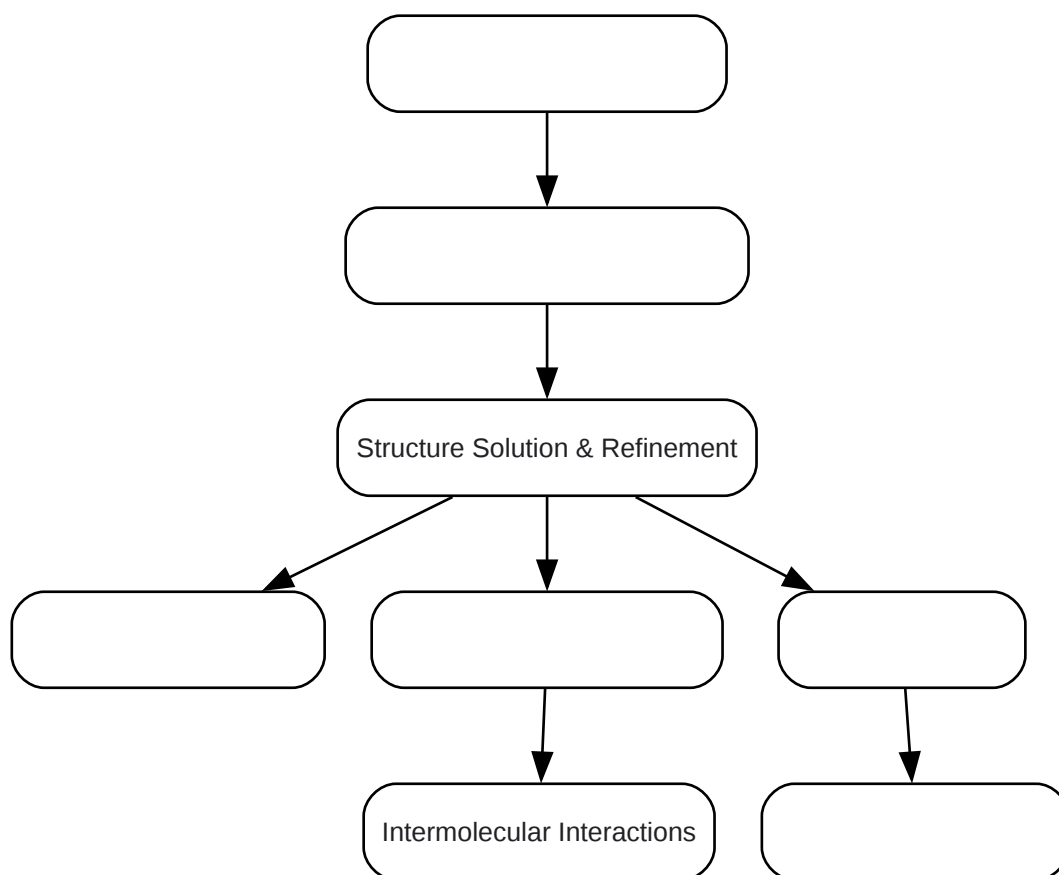 Structure Solution & Refinement
Intermolecular Interactions